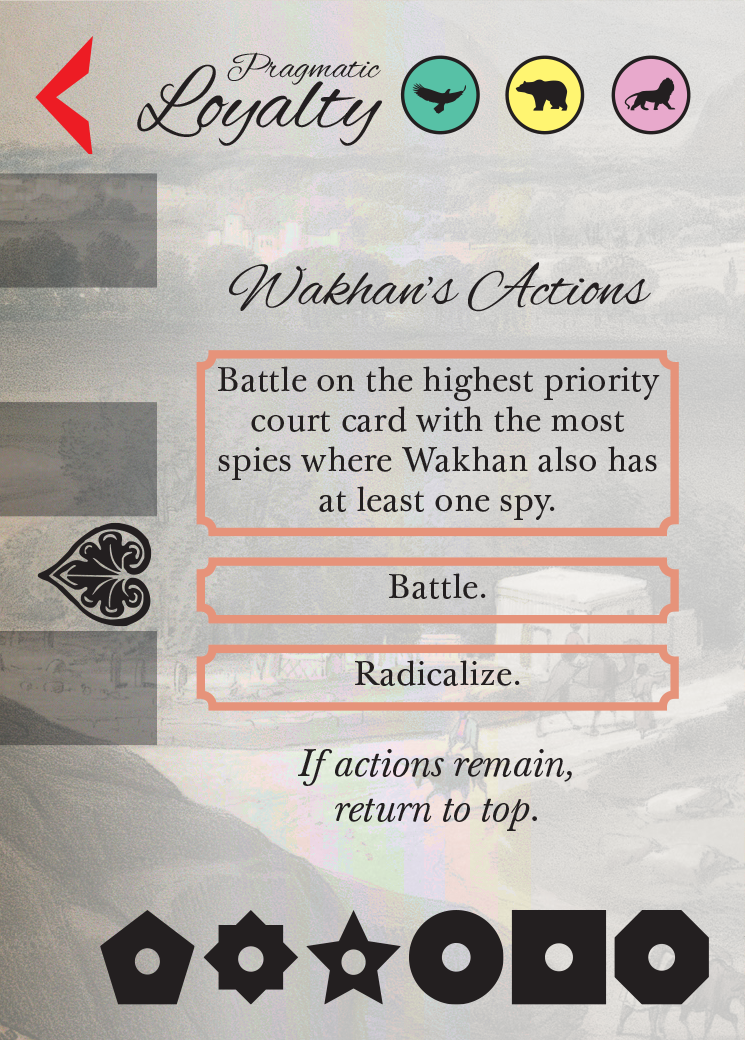 Pragmatic
Loyalty
Wakhan's Actions
Battle on the highest priority
court card with the most
spies where Wakhan also has
at least one spy.
Battle.
Radicalize.
If actions remain,
return to top.